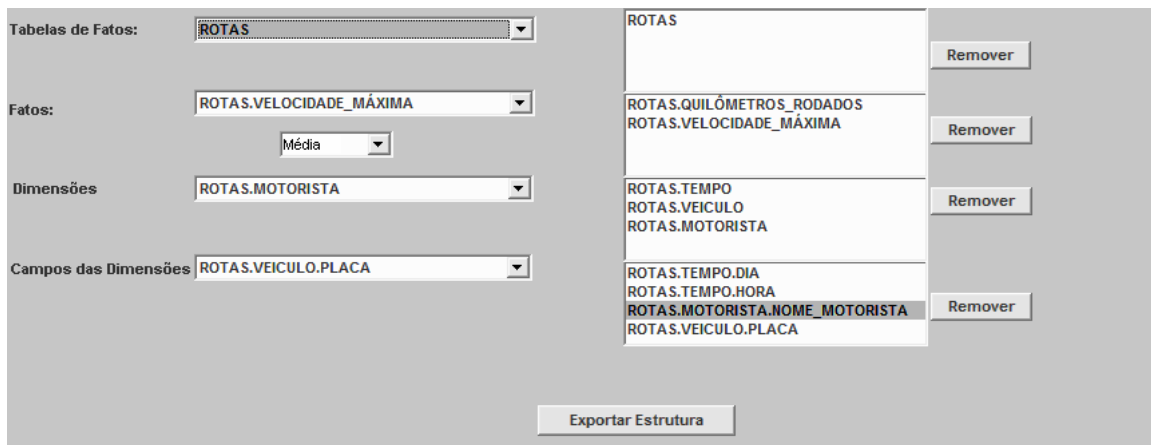 Tabelas de Fatos:
ROTAS
ROTAS
Remover
Fatos:
ROTAS.VELOCIDADE_MÁXIMA
Média
ROTAS.QUILÔMETROS_RODADOS
ROTAS.VELOCIDADE_MÁXIMA
Remover
Dimensões
ROTAS.MOTORISTA
ROTAS.TEMPO
ROTAS.VEICULO
ROTAS.MOTORISTA
Remover
Campos das Dimensões
ROTAS.VEICULO.PLACA
ROTAS.TEMPO.DIA
ROTAS.TEMPO.HORA
ROTAS.MOTORISTA.NOME_MOTORISTA
ROTAS.VEICULO.PLACA
Remover
Exportar Estrutura